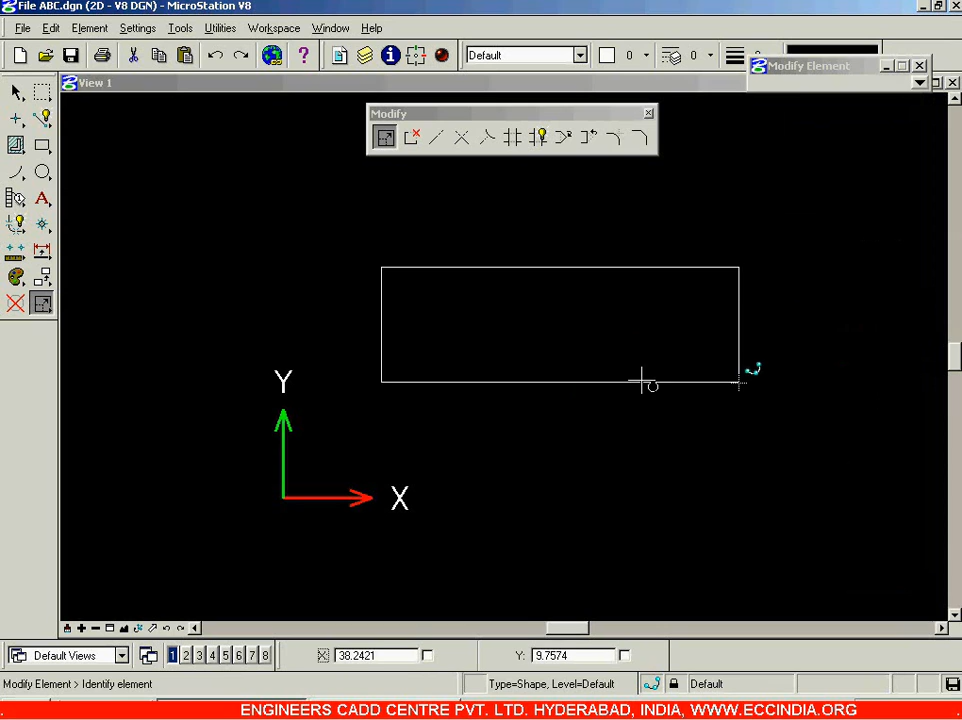 File ABC.dgn (2D - V8 DGN) - MicroStation V8
File Edit Element Settings Tools Utilities Workspace Window Help
Default 0 0
Modify Element
View 1
Modify
Y
X
Default Views 1 2 3 4 5 6 7 8 X: 38.2421 Y: 9.7574
Modify Element > Identify element Type=Shape, Level=Default Default
ENGINEERS CADD CENTRE PVT. LTD. HYDERABAD, INDIA, WWW.ECCINDIA.ORG